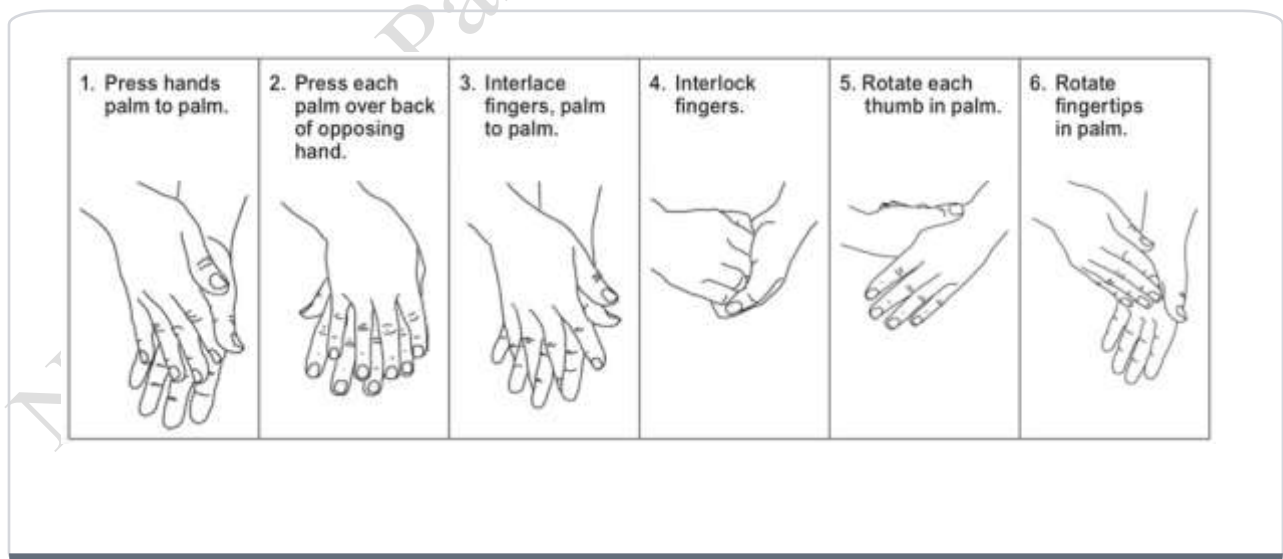 1. Press hands
palm to palm.
2. Press each
palm over back
of opposing
hand.
3. Interlace
fingers, palm
to palm.
4. Interlock
fingers.
5. Rotate each
thumb in palm.
6. Rotate
fingertips
in palm.